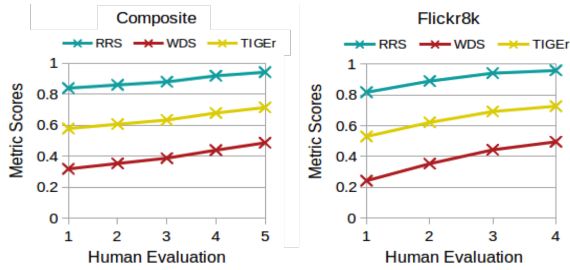 Composite
RRS WDS TIGEr
Metric Scores
1
0.8
0.6
0.4
0.2
0
1 2 3 4 5
Human Evaluation
Flickr8k
RRS WDS TIGEr
Metric Scores
1
0.8
0.6
0.4
0.2
0
1 2 3 4
Human Evaluation